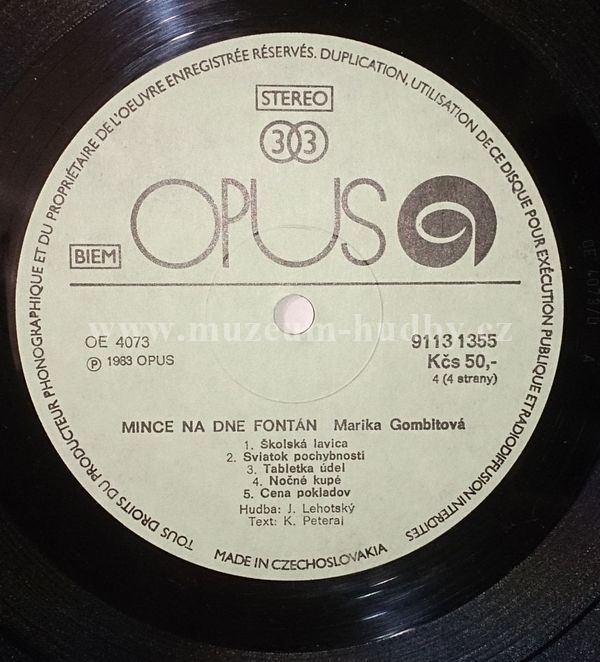 TOUS DROITS DU PRODUCTEUR PHONOGRAPHIQUE ET DU PROPRIÉTAIRE DE L'OEUVRE ENREGISTRÉE RÉSERVÉS. DUPLICATION, UTILISATION DE CE DISQUE POUR EXÉCUTION PUBLIQUE ET RADIODIFFUSION INTERDITES
STEREO
33
OPUS
BIEM
www.muzeum-hudby.cz
OE 4073
9113 1355
Ⓟ 1983 OPUS
Kčs 50,-
4 (4 strany)
MINCE NA DNE FONTÁN Marika Gombitová
1. Školská lavica
2. Sviatok pochybností
3. Tabletka údel
4. Nočné kupé
5. Cena pokladov
Hudba: J. Lehotský
Text: K. Peteraj
MADE IN CZECHOSLOVAKIA